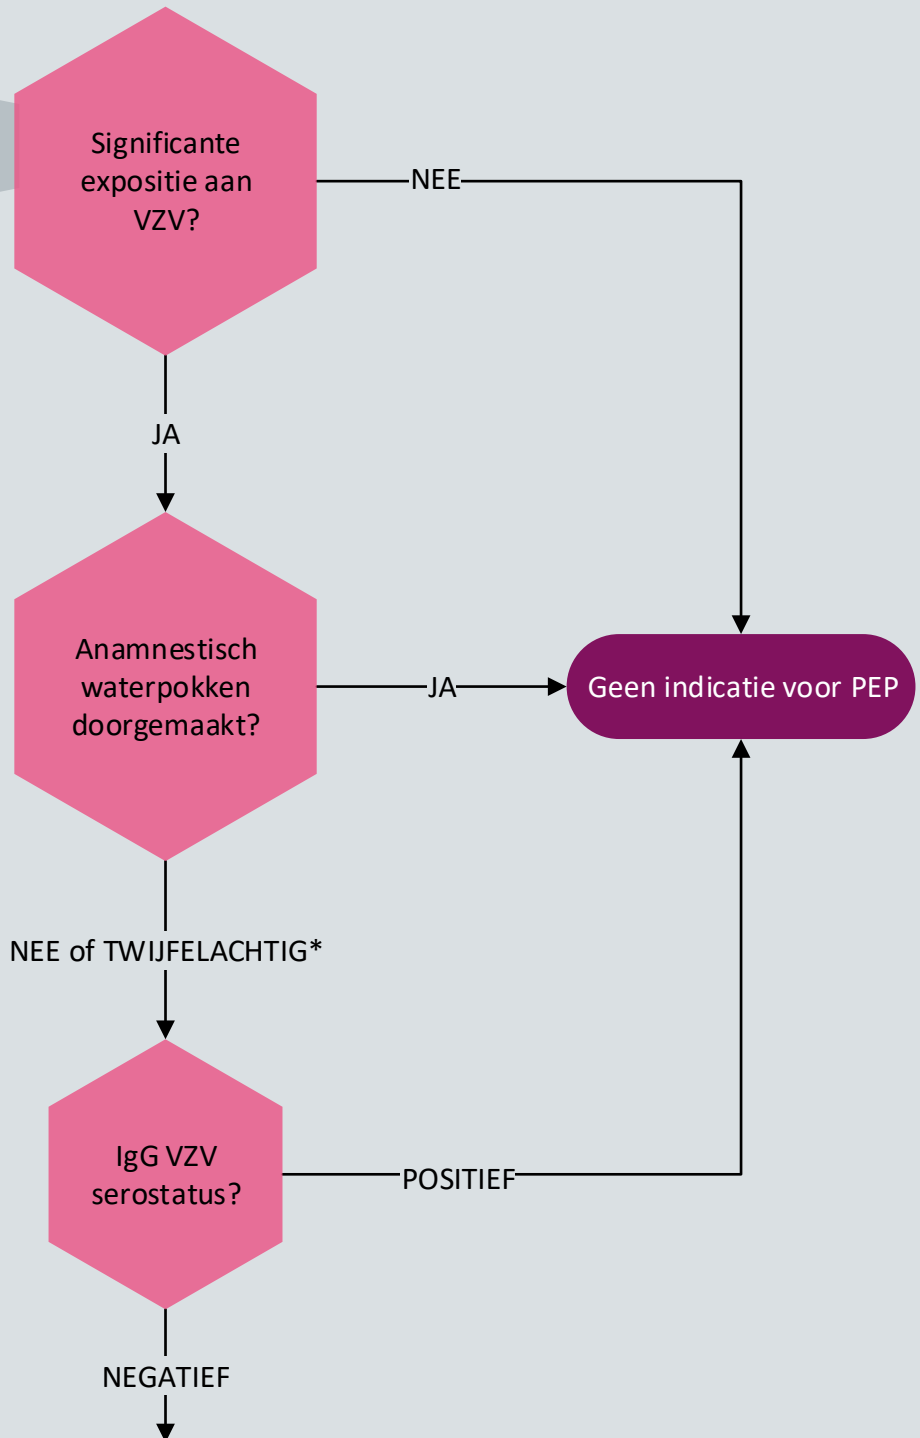 Significante
expositie aan
VZV?
NEE
JA
Anamnestisch
waterpokken
doorgemaakt?
JA
Geen indicatie voor PEP
NEE of TWIJFELACHTIG*
IgG VZV
serostatus?
POSITIEF
NEGATIEF